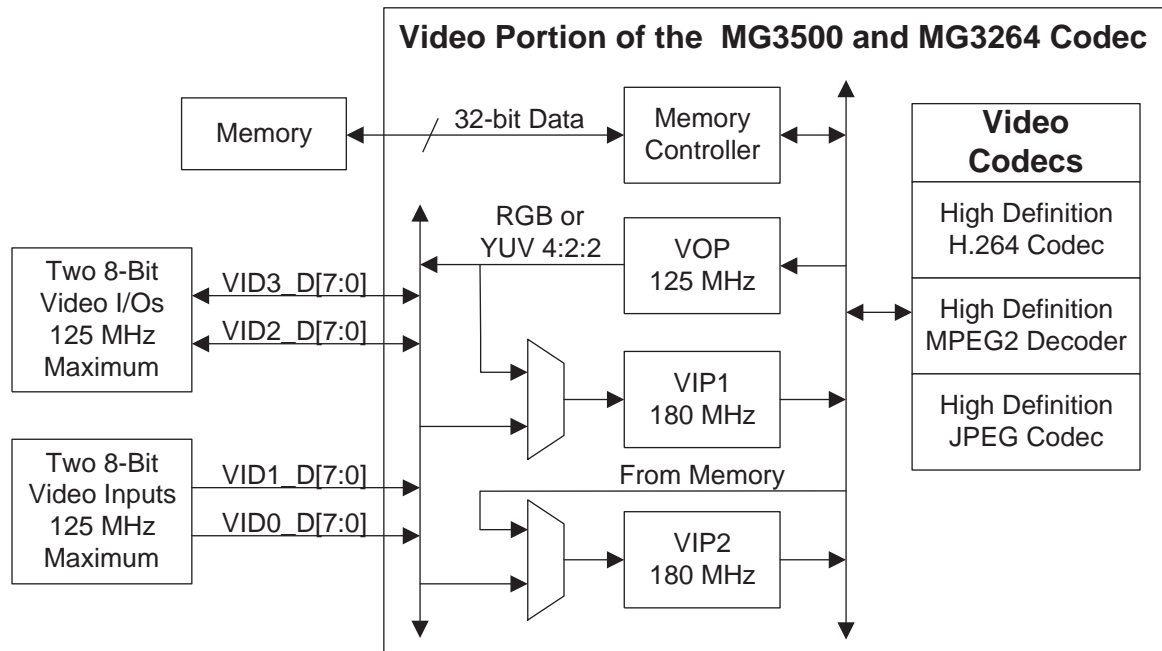 Video Portion of the MG3500 and MG3264 Codec
Memory
32-bit Data
Memory
Controller
Video
Codecs
High Definition
H.264 Codec
High Definition
MPEG2 Decoder
High Definition
JPEG Codec
RGB or
YUV 4:2:2
VOP
125 MHz
Two 8-Bit
Video I/Os
125 MHz
Maximum
VID3_D[7:0]
VID2_D[7:0]
VIP1
180 MHz
Two 8-Bit
Video Inputs
125 MHz
Maximum
VID1_D[7:0]
VID0_D[7:0]
From Memory
VIP2
180 MHz